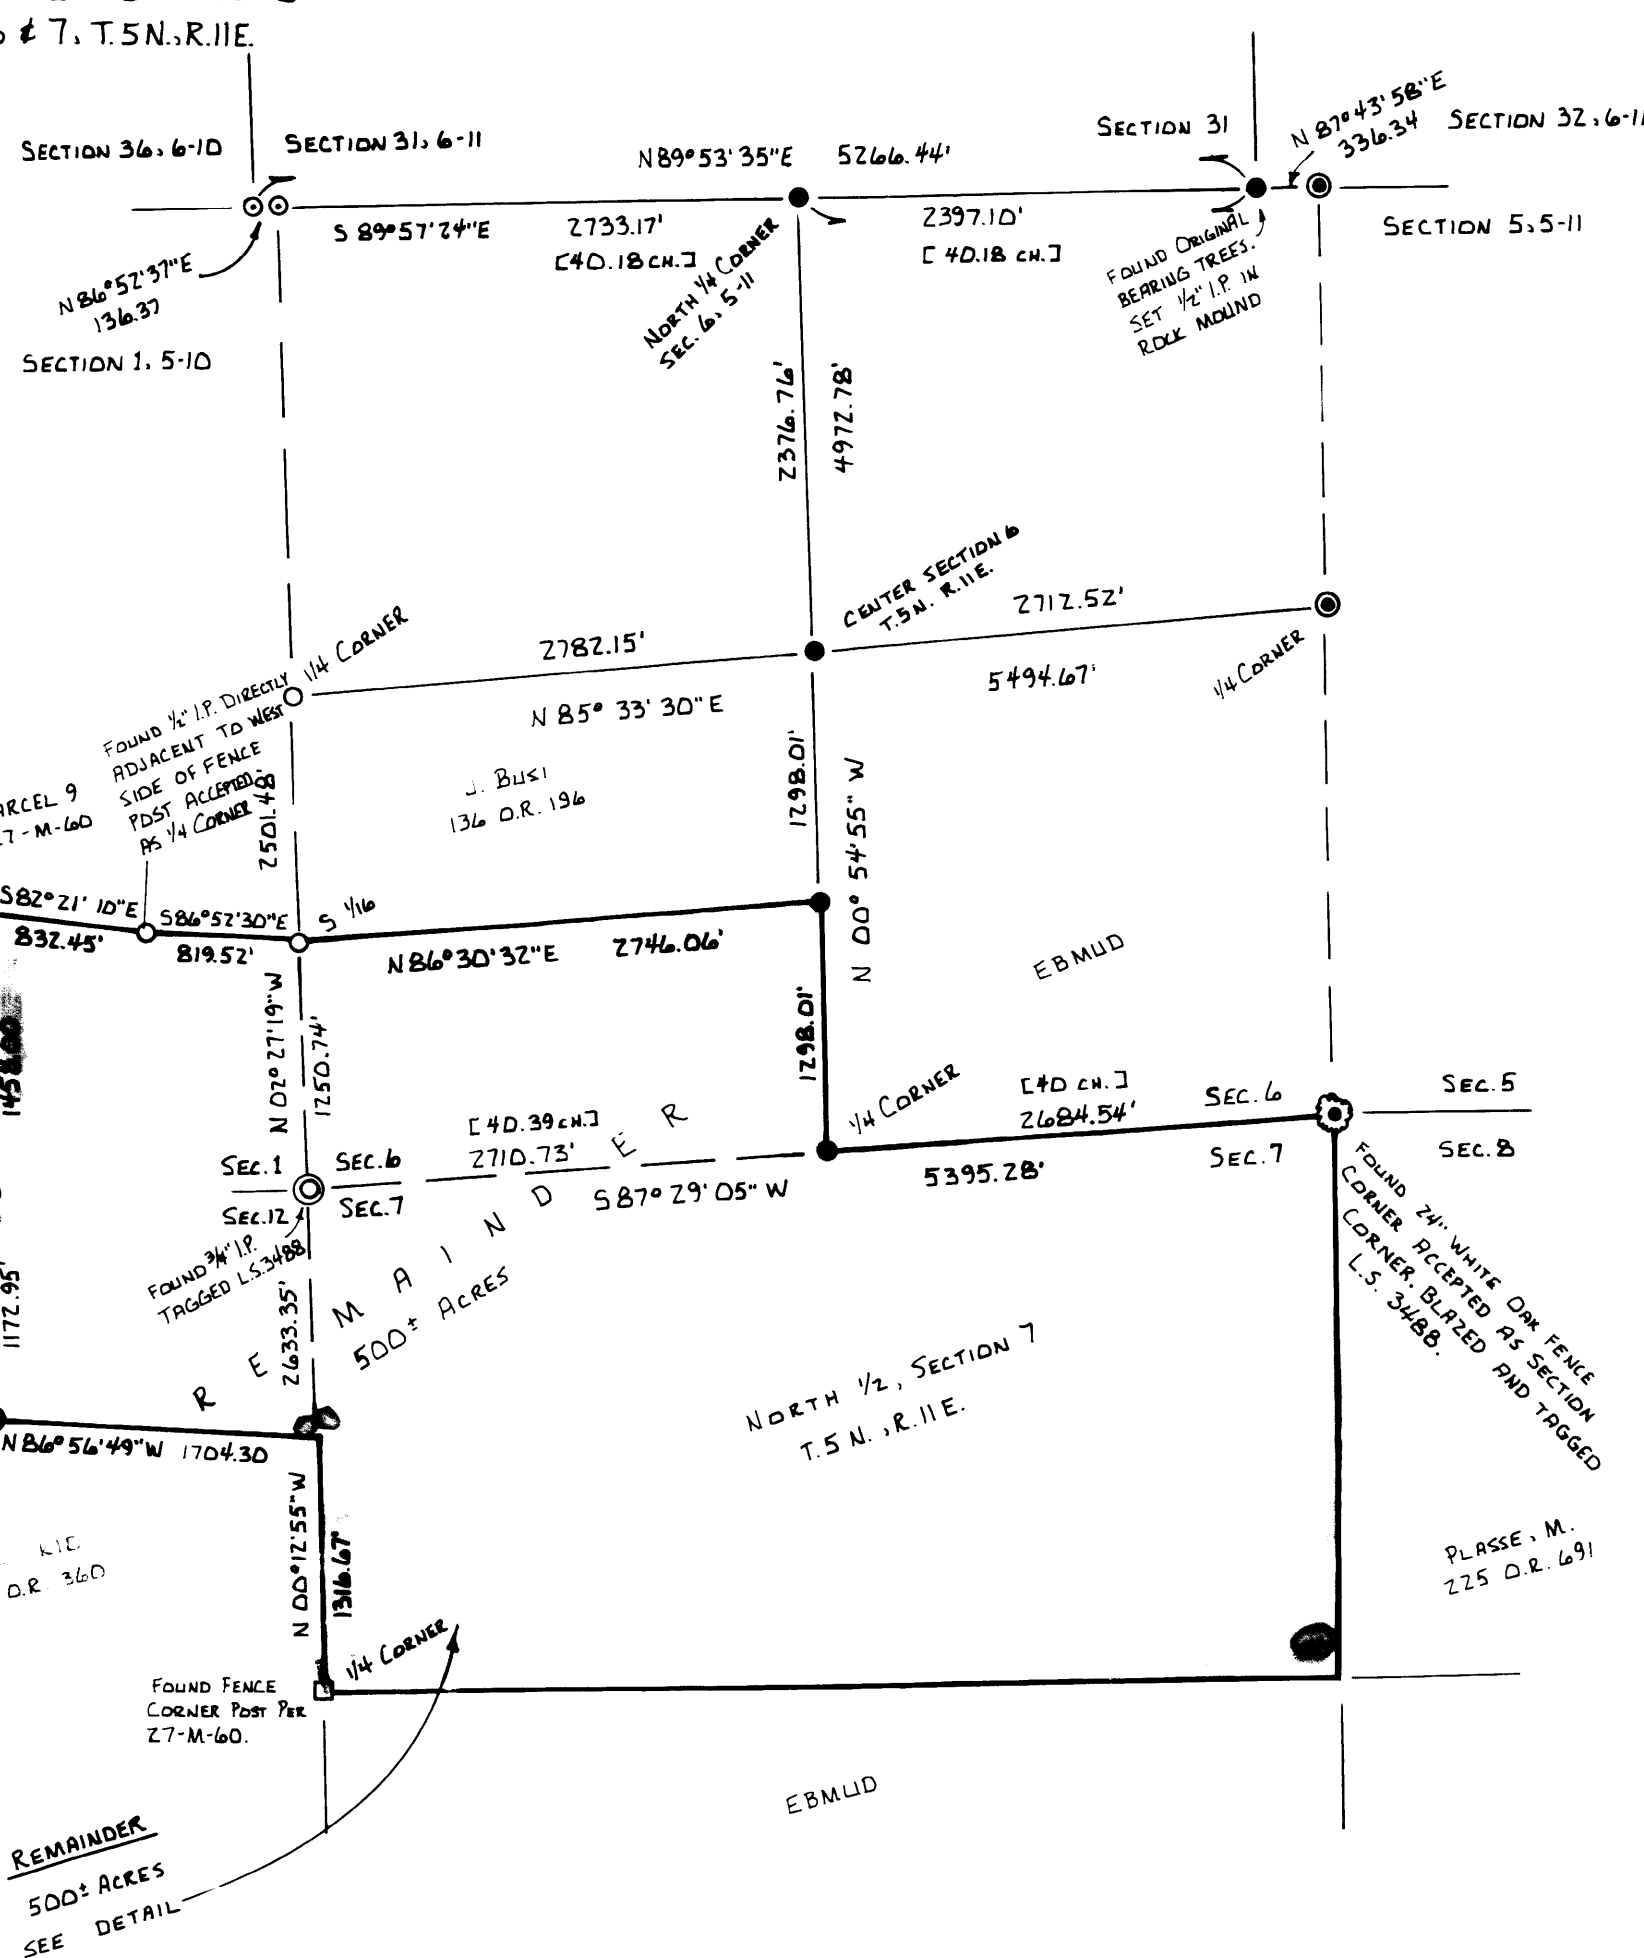 & 7, T.5N.,R.11E.
SECTION 36, 6-10
SECTION 31, 6-11
N89°53'35"E 5266.44'
SECTION 31
N 87°43'58"E
336.34
SECTION 32, 6-11
S 89°57'24"E
2733.17'
[40.18 CH.]
2397.10'
[40.18 CH.]
SECTION 5, 5-11
N86°52'37"E
136.37
NORTH 1/4 CORNER
SEC. 6, 5-11
FOUND ORIGINAL
BEARING TREES.
SET 1/2" I.P. IN
ROCK MOUND
SECTION 1, 5-10
2376.76'
4972.78'
CENTER SECTION 6
T.5N. R.11E.
2782.15'
2712.52'
1/4 CORNER
N 85° 33' 30" E
5494.67'
1/4 CORNER
FOUND 1/2" I.P. DIRECTLY
ADJACENT TO WEST
SIDE OF FENCE
POST ACCEPTED
AS 1/4 CORNER
2501.48'
J. BUSI
136 O.R. 196
1298.01'
N 00° 54' 55" W
ARCEL 9
27-M-60
S82°21' 10"E
832.45'
S86°52'30"E
819.52'
S 1/16
N86°30'32"E 2746.06'
EBMUD
1458.00
N 02°27'19"W
1250.74'
1298.01'
1/4 CORNER
[40 CH.]
2684.54'
SEC. 6
SEC. 5
[40.39 CH.]
2710.73'
SEC. 1
SEC. 6
S87°29'05" W
5395.28'
SEC. 7
SEC. 8
SEC. 12
SEC. 7
FOUND 3/4" I.P.
TAGGED L.S.3488
FOUND 24" WHITE OAK FENCE
CORNER ACCEPTED AS SECTION
CORNER. BLAZED AND TAGGED
L.S. 3488.
1172.95'
2633.35'
REMAINDER
500± ACRES
NORTH 1/2, SECTION 7
T.5N.,R.11E.
N86°56'49"W 1704.30
N 00°12'55" W
1316.67'
O.R. 360
PLASSE, M.
225 O.R. 691
1/4 CORNER
FOUND FENCE
CORNER POST PER
27-M-60.
EBMUD
REMAINDER
500± ACRES
SEE DETAIL